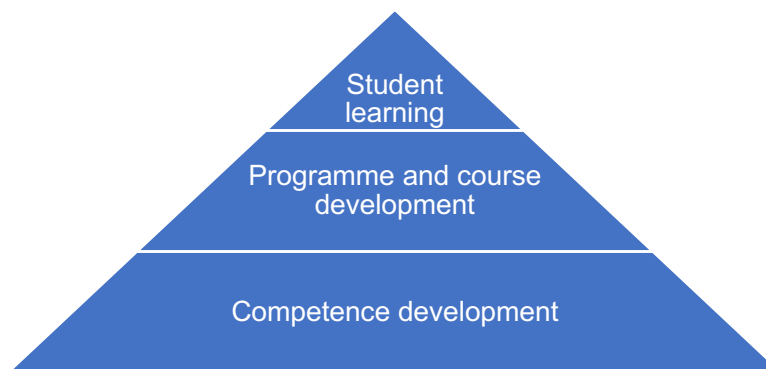 Student
learning
Programme and course
development
Competence development